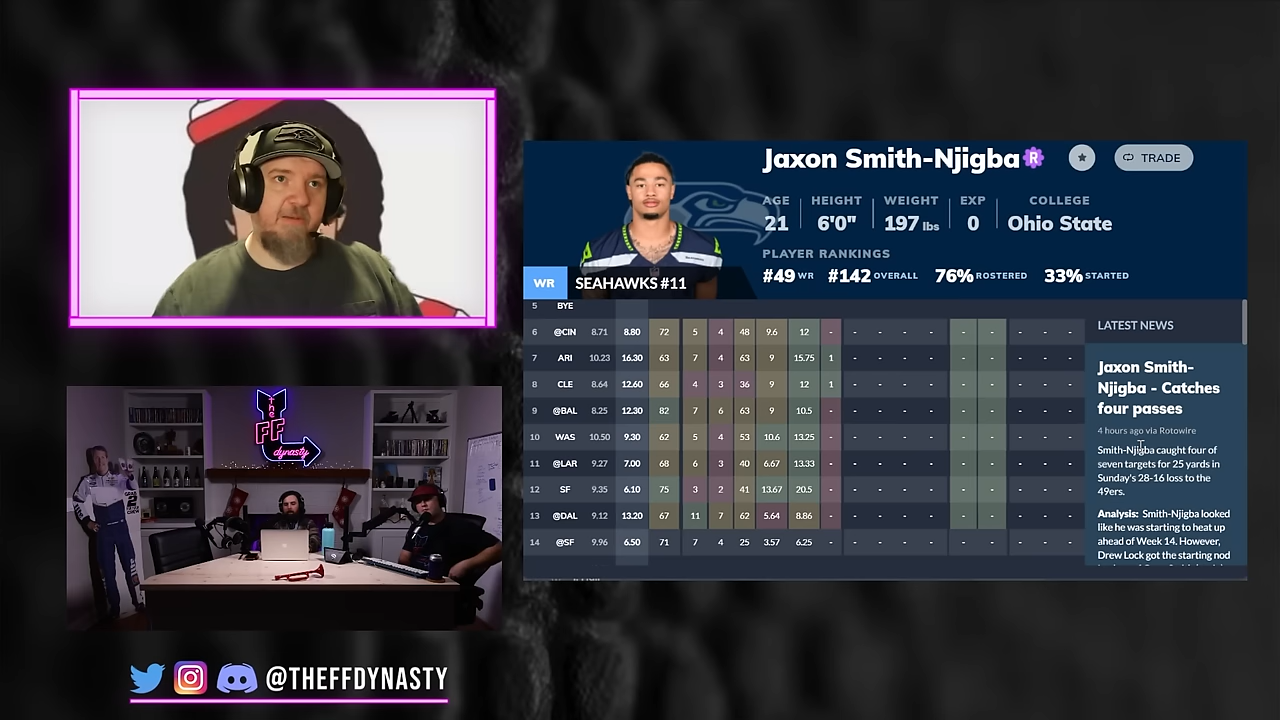 Jaxon Smith-Njigba R
TRADE
AGE HEIGHT WEIGHT EXP COLLEGE
21 6'0" 197 lbs 0 Ohio State
PLAYER RANKINGS
#49 WR #142 OVERALL 76% ROSTERED 33% STARTED
WR SEAHAWKS #11
5 BYE
6 @CIN 8.71 8.80 72 5 4 48 9.6 12 - - - - - - - - - -
7 ARI 10.23 16.30 63 7 4 63 9 15.75 1 - - - - - - - - -
8 CLE 8.64 12.60 66 4 3 36 9 12 1 - - - - - - - - -
9 @BAL 8.25 12.30 82 7 6 63 9 10.5 - - - - - - - - - -
10 WAS 10.50 9.30 62 5 4 53 10.6 13.25 - - - - - - - - - -
11 @LAR 9.27 7.00 68 6 3 40 6.67 13.33 - - - - - - - - - -
12 SF 9.35 6.10 75 3 2 41 13.67 20.5 - - - - - - - - - -
13 @DAL 9.12 13.20 67 11 7 62 5.64 8.86 - - - - - - - - - -
14 @SF 9.96 6.50 71 7 4 25 3.57 6.25 - - - - - - - - - -
LATEST NEWS
Jaxon Smith-
Njigba - Catches
four passes
4 hours ago via Rotowire
Smith-Njigba caught four of
seven targets for 25 yards in
Sunday's 28-16 loss to the
49ers.
Analysis: Smith-Njigba looked
like he was starting to heat up
ahead of Week 14. However,
Drew Lock got the starting nod
the
FF
dynasty
@THEFFDYNASTY